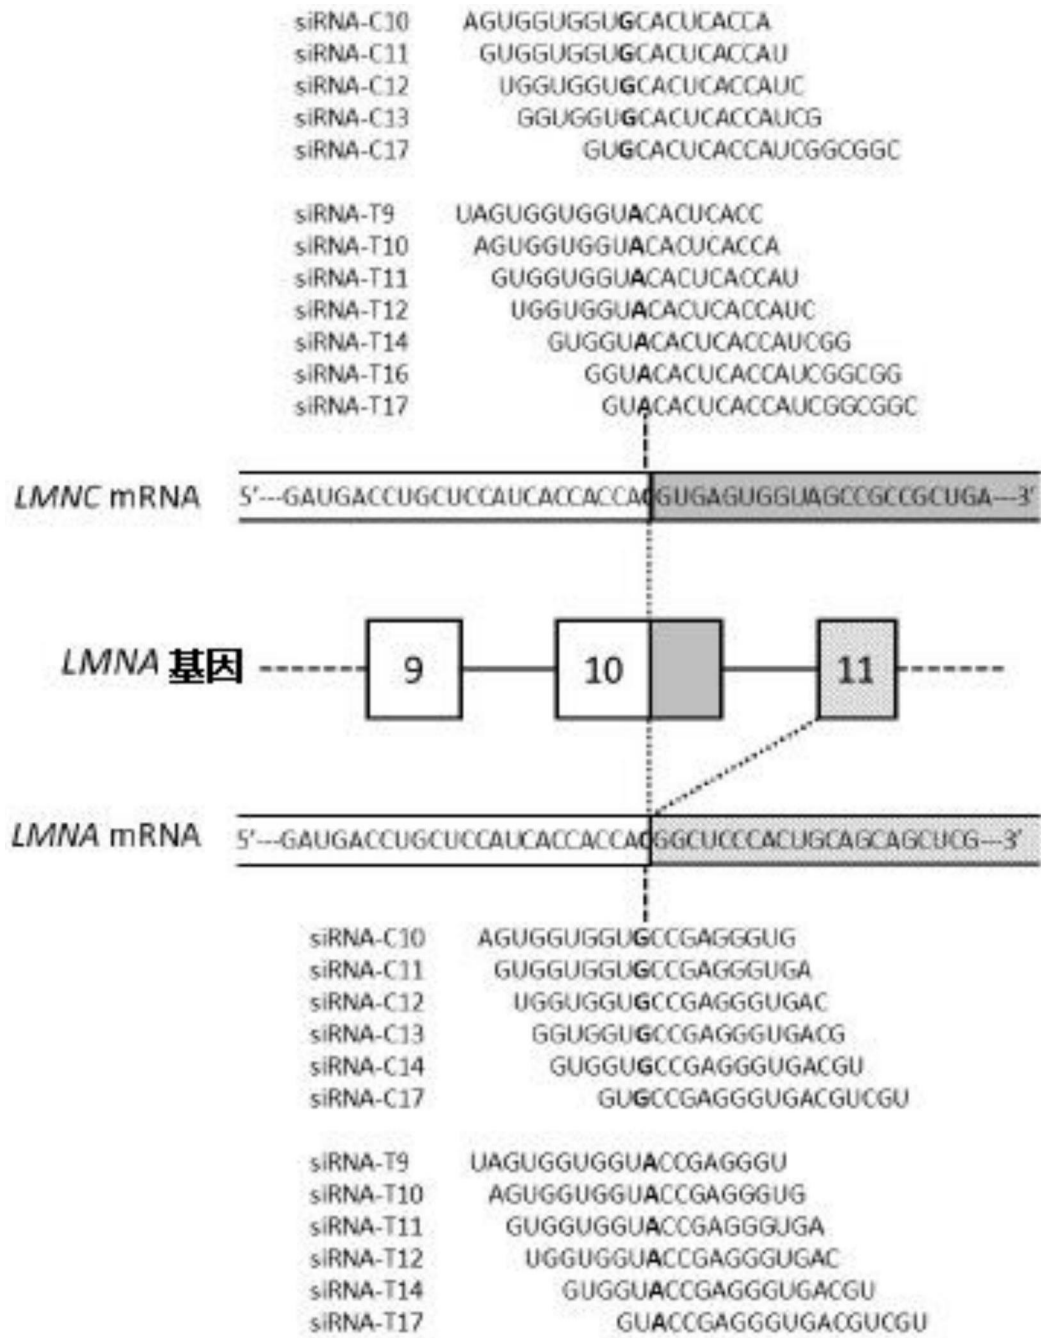 siRNA-C10 AGUGGUGGUGCACUCACCA
siRNA-C11 GUGGUGGUGCACUCACCAU
siRNA-C12 UGGUGGUGCACUCACCAUC
siRNA-C13 GGUGGUGCACUCACCAUCG
siRNA-C17 GUGCACUCACCAUCGGCGGC
siRNA-T9 UAGUGGUGGUACACUCACC
siRNA-T10 AGUGGUGGUACACUCACCA
siRNA-T11 GUGGUGGUACACUCACCAU
siRNA-T12 UGGUGGUACACUCACCAUC
siRNA-T14 GUGGUACACUCACCAUCGG
siRNA-T16 GGUACACUCACCAUCGGCGG
siRNA-T17 GUACACUCACCAUCGGCGGC
LMNC mRNA 5'---GAUGACCUGCUCCAUCACCACCACGUGAGUGGUAGCCGCCGCUGA---3'
LMNA 基因 9 10 11
LMNA mRNA 5'---GAUGACCUGCUCCAUCACCACCACGGCUCCCACUGCAGCAGCUCG---3'
siRNA-C10 AGUGGUGGUGCCGAGGGUG
siRNA-C11 GUGGUGGUGCCGAGGGUGA
siRNA-C12 UGGUGGUGCCGAGGGUGAC
siRNA-C13 GGUGGUGCCGAGGGUGACG
siRNA-C14 GUGGUGCCGAGGGUGACGU
siRNA-C17 GUGCCGAGGGUGACGUCGU
siRNA-T9 UAGUGGUGGUACCGAGGGU
siRNA-T10 AGUGGUGGUACCGAGGGUG
siRNA-T11 GUGGUGGUACCGAGGGUGA
siRNA-T12 UGGUGGUACCGAGGGUGAC
siRNA-T14 GUGGUACCGAGGGUGACGU
siRNA-T17 GUACCGAGGGUGACGUCGU